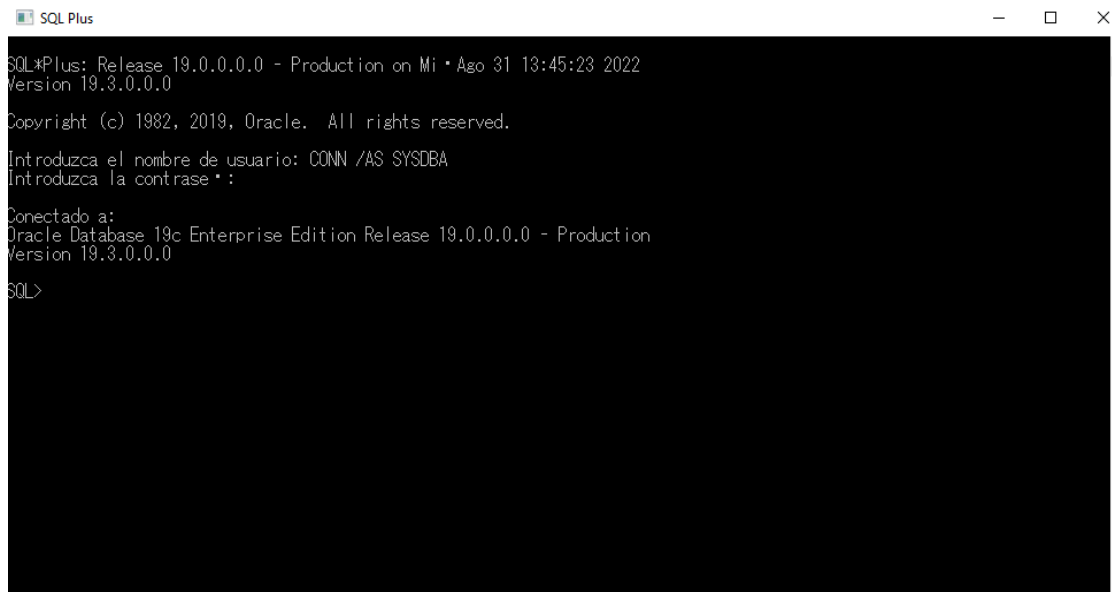 SQL Plus
SQL*Plus: Release 19.0.0.0.0 - Production on Mi・Ago 31 13:45:23 2022
Version 19.3.0.0.0
Copyright (c) 1982, 2019, Oracle.  All rights reserved.
Introduzca el nombre de usuario: CONN /AS SYSDBA
Introduzca la contrase・:
Conectado a:
Oracle Database 19c Enterprise Edition Release 19.0.0.0.0 - Production
Version 19.3.0.0.0
SQL>